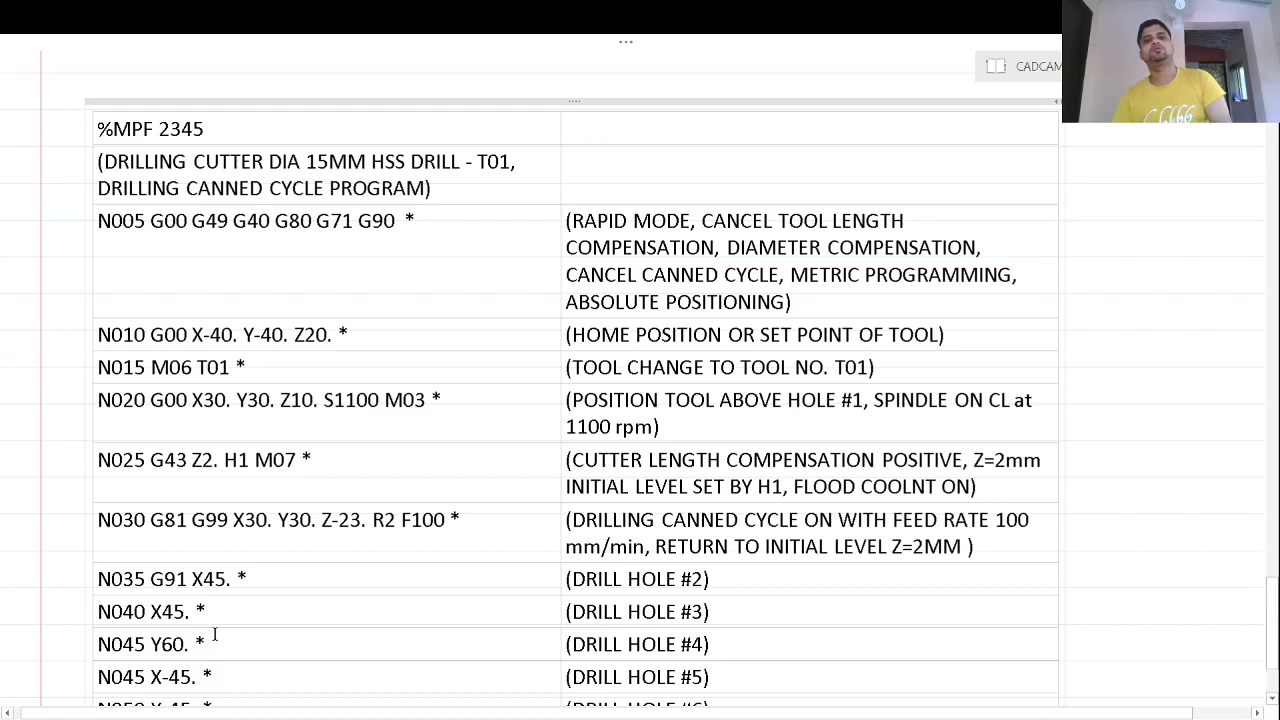 CADCAM
%MPF 2345
(DRILLING CUTTER DIA 15MM HSS DRILL - T01,
DRILLING CANNED CYCLE PROGRAM)
N005 G00 G49 G40 G80 G71 G90 *
(RAPID MODE, CANCEL TOOL LENGTH
COMPENSATION, DIAMETER COMPENSATION,
CANCEL CANNED CYCLE, METRIC PROGRAMMING,
ABSOLUTE POSITIONING)
N010 G00 X-40. Y-40. Z20. *
(HOME POSITION OR SET POINT OF TOOL)
N015 M06 T01 *
(TOOL CHANGE TO TOOL NO. T01)
N020 G00 X30. Y30. Z10. S1100 M03 *
(POSITION TOOL ABOVE HOLE #1, SPINDLE ON CL at
1100 rpm)
N025 G43 Z2. H1 M07 *
(CUTTER LENGTH COMPENSATION POSITIVE, Z=2mm
INITIAL LEVEL SET BY H1, FLOOD COOLNT ON)
N030 G81 G99 X30. Y30. Z-23. R2 F100 *
(DRILLING CANNED CYCLE ON WITH FEED RATE 100
mm/min, RETURN TO INITIAL LEVEL Z=2MM )
N035 G91 X45. *
(DRILL HOLE #2)
N040 X45. *
(DRILL HOLE #3)
N045 Y60. *
(DRILL HOLE #4)
N045 X-45. *
(DRILL HOLE #5)
N050 X-45. *
(DRILL HOLE #6)